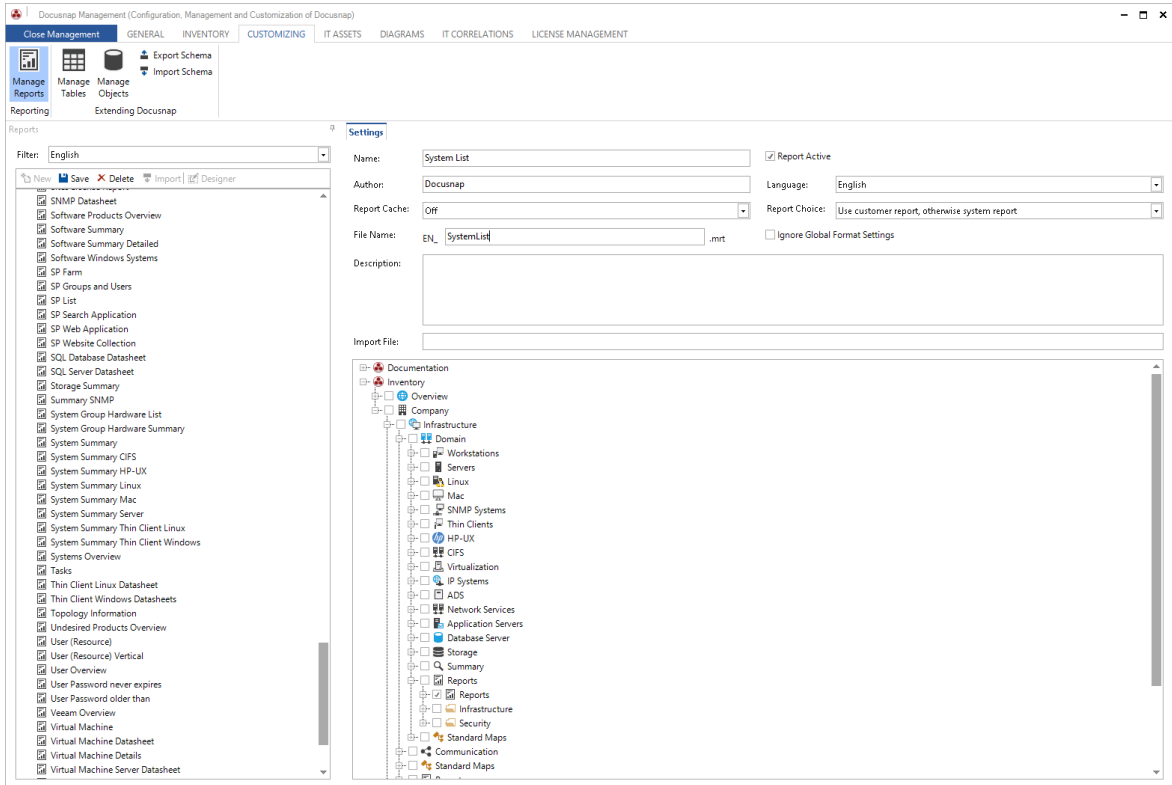 Docusnap Management (Configuration, Management and Customization of Docusnap)
Close Management GENERAL INVENTORY CUSTOMIZING IT ASSETS DIAGRAMS IT CORRELATIONS LICENSE MANAGEMENT
Manage Reports
Manage Tables
Manage Objects
Export Schema
Import Schema
Reporting
Extending Docusnap
Reports
Filter: English
New Save Delete Import Designer
SNMP Datasheet
Software Products Overview
Software Summary
Software Summary Detailed
Software Windows Systems
SP Farm
SP Groups and Users
SP List
SP Search Application
SP Web Application
SP Website Collection
SQL Database Datasheet
SQL Server Datasheet
Storage Summary
Summary SNMP
System Group Hardware List
System Group Hardware Summary
System Summary
System Summary CIFS
System Summary HP-UX
System Summary Linux
System Summary Mac
System Summary Server
System Summary Thin Client Linux
System Summary Thin Client Windows
Systems Overview
Tasks
Thin Client Linux Datasheet
Thin Client Windows Datasheets
Topology Information
Undesired Products Overview
User (Resource)
User (Resource) Vertical
User Overview
User Password never expires
User Password older than
Veeam Overview
Virtual Machine
Virtual Machine Datasheet
Virtual Machine Details
Virtual Machine Server Datasheet
Settings
Name: System List
Report Active
Author: Docusnap
Language: English
Report Cache: Off
Report Choice: Use customer report, otherwise system report
File Name: EN_ SystemList .mrt
Ignore Global Format Settings
Description:
Import File:
Documentation
Inventory
Overview
Company
Infrastructure
Domain
Workstations
Servers
Linux
Mac
SNMP Systems
Thin Clients
HP-UX
CIFS
Virtualization
IP Systems
ADS
Network Services
Application Servers
Database Server
Storage
Summary
Reports
Reports
Infrastructure
Security
Standard Maps
Communication
Standard Maps